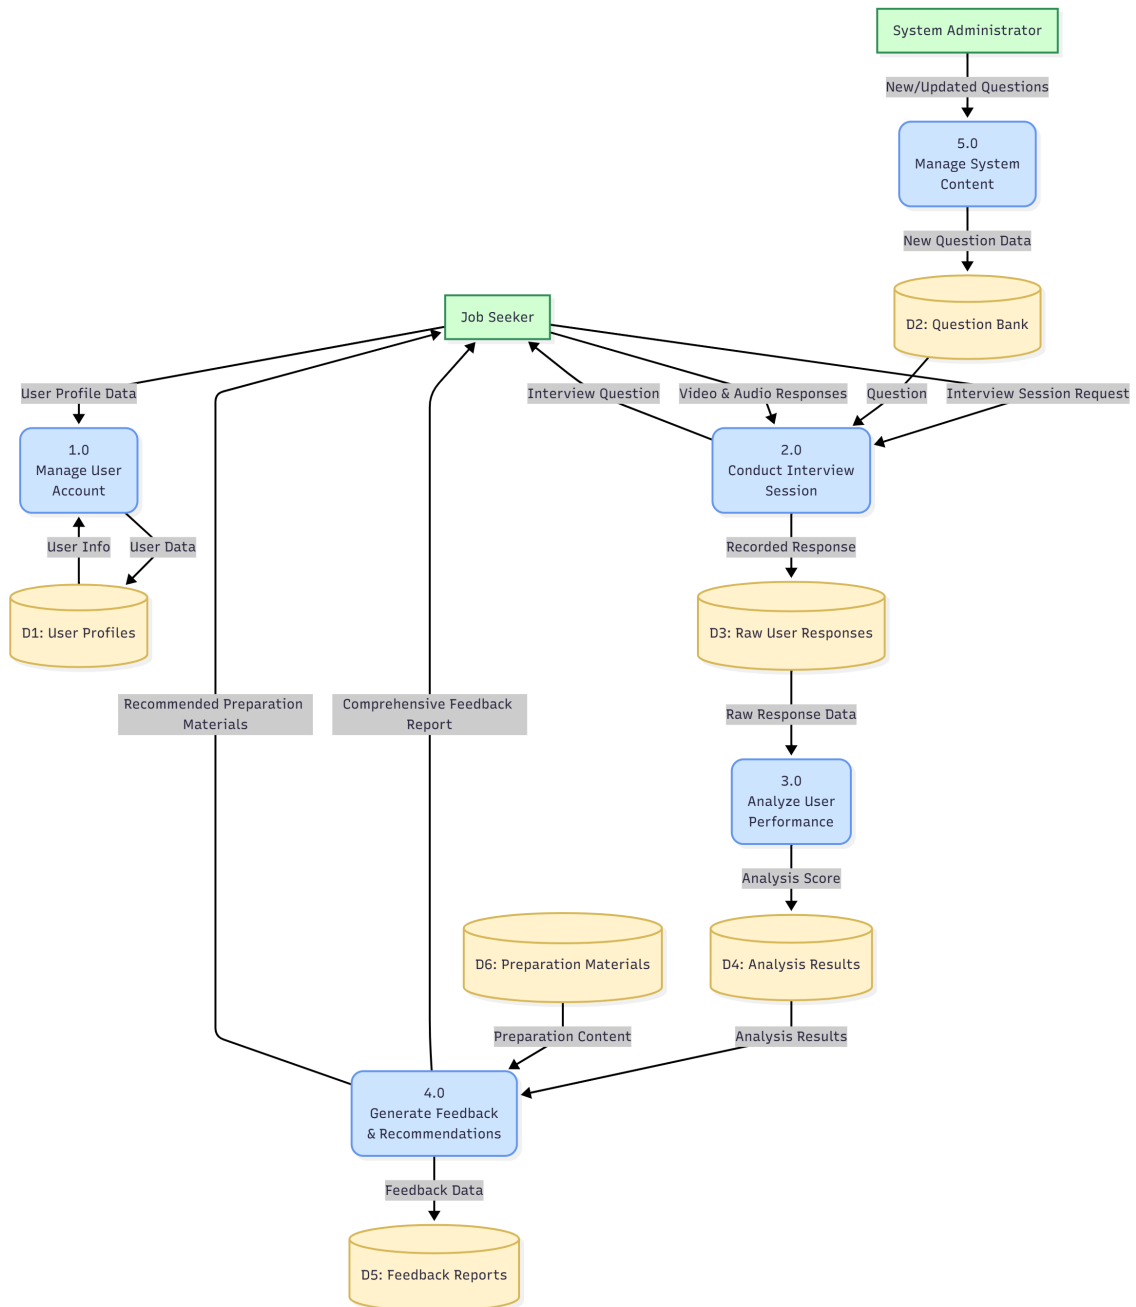 System Administrator
New/Updated Questions
5.0
Manage System
Content
New Question Data
D2: Question Bank
Job Seeker
User Profile Data
Interview Question
Video & Audio Responses
Question
Interview Session Request
1.0
Manage User
Account
2.0
Conduct Interview
Session
User Info
User Data
Recorded Response
D1: User Profiles
D3: Raw User Responses
Recommended Preparation
Materials
Comprehensive Feedback
Report
Raw Response Data
3.0
Analyze User
Performance
Analysis Score
D6: Preparation Materials
D4: Analysis Results
Preparation Content
Analysis Results
4.0
Generate Feedback
& Recommendations
Feedback Data
D5: Feedback Reports